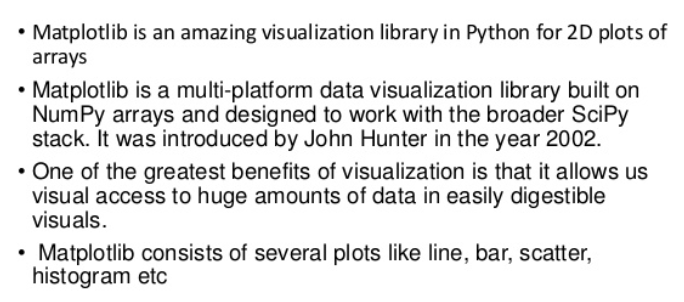 • Matplotlib is an amazing visualization library in Python for 2D plots of
arrays
• Matplotlib is a multi-platform data visualization library built on
NumPy arrays and designed to work with the broader SciPy
stack. It was introduced by John Hunter in the year 2002.
• One of the greatest benefits of visualization is that it allows us
visual access to huge amounts of data in easily digestible
visuals.
• Matplotlib consists of several plots like line, bar, scatter,
histogram etc